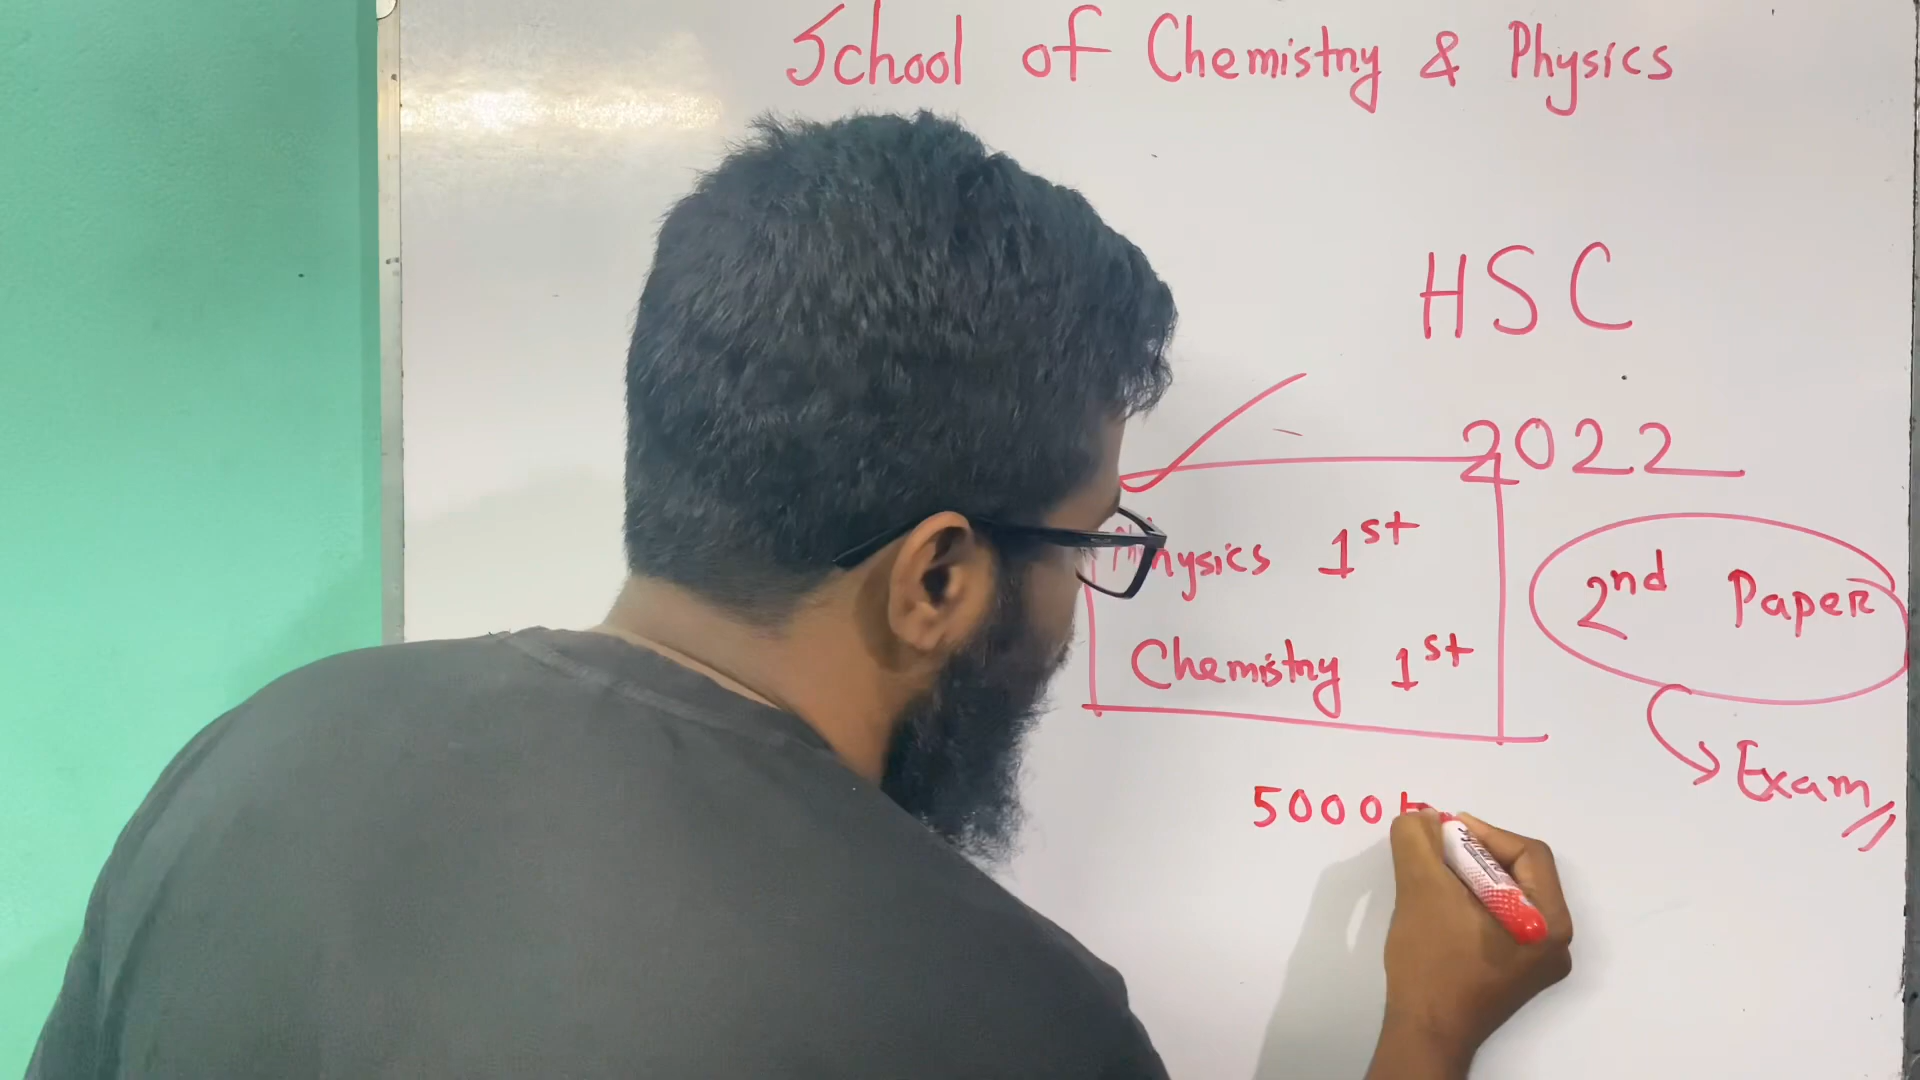 School of Chemistry & Physics
HSC
2022
Physics 1st
Chemistry 1st
2nd Paper
Exam
5000